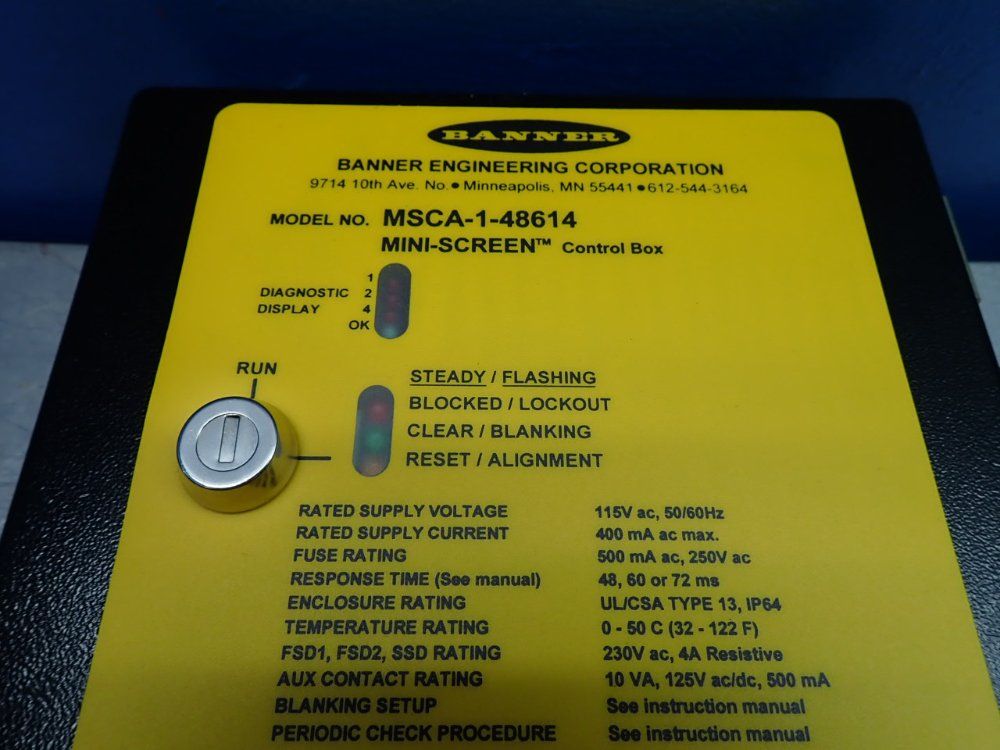 BANNER
BANNER ENGINEERING CORPORATION
9714 10th Ave. No. ● Minneapolis, MN 55441 ● 612-544-3164
MODEL NO. MSCA-1-48614
MINI-SCREEN™ Control Box
1
DIAGNOSTIC 2
DISPLAY 4
OK
RUN
STEADY / FLASHING
BLOCKED / LOCKOUT
CLEAR / BLANKING
RESET / ALIGNMENT
RATED SUPPLY VOLTAGE 115V ac, 50/60Hz
RATED SUPPLY CURRENT 400 mA ac max.
FUSE RATING 500 mA ac, 250V ac
RESPONSE TIME (See manual) 48, 60 or 72 ms
ENCLOSURE RATING UL/CSA TYPE 13, IP64
TEMPERATURE RATING 0 - 50 C (32 - 122 F)
FSD1, FSD2, SSD RATING 230V ac, 4A Resistive
AUX CONTACT RATING 10 VA, 125V ac/dc, 500 mA
BLANKING SETUP See instruction manual
PERIODIC CHECK PROCEDURE See instruction manual